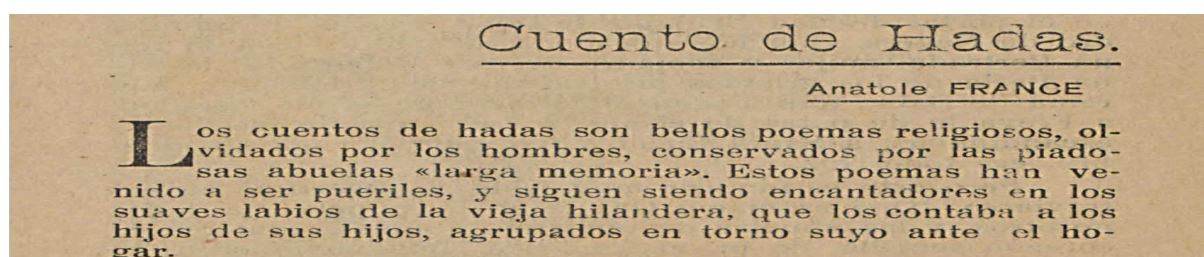 Cuento de Hadas.
Anatole FRANCE
Los cuentos de hadas son bellos poemas religiosos, ol-
vidados por los hombres, conservados por las piado-
sas abuelas «larga memoria». Estos poemas han ve-
nido a ser pueriles, y siguen siendo encantadores en los
suaves labios de la vieja hilandera, que los contaba a los
hijos de sus hijos, agrupados en torno suyo ante el ho-
gar.